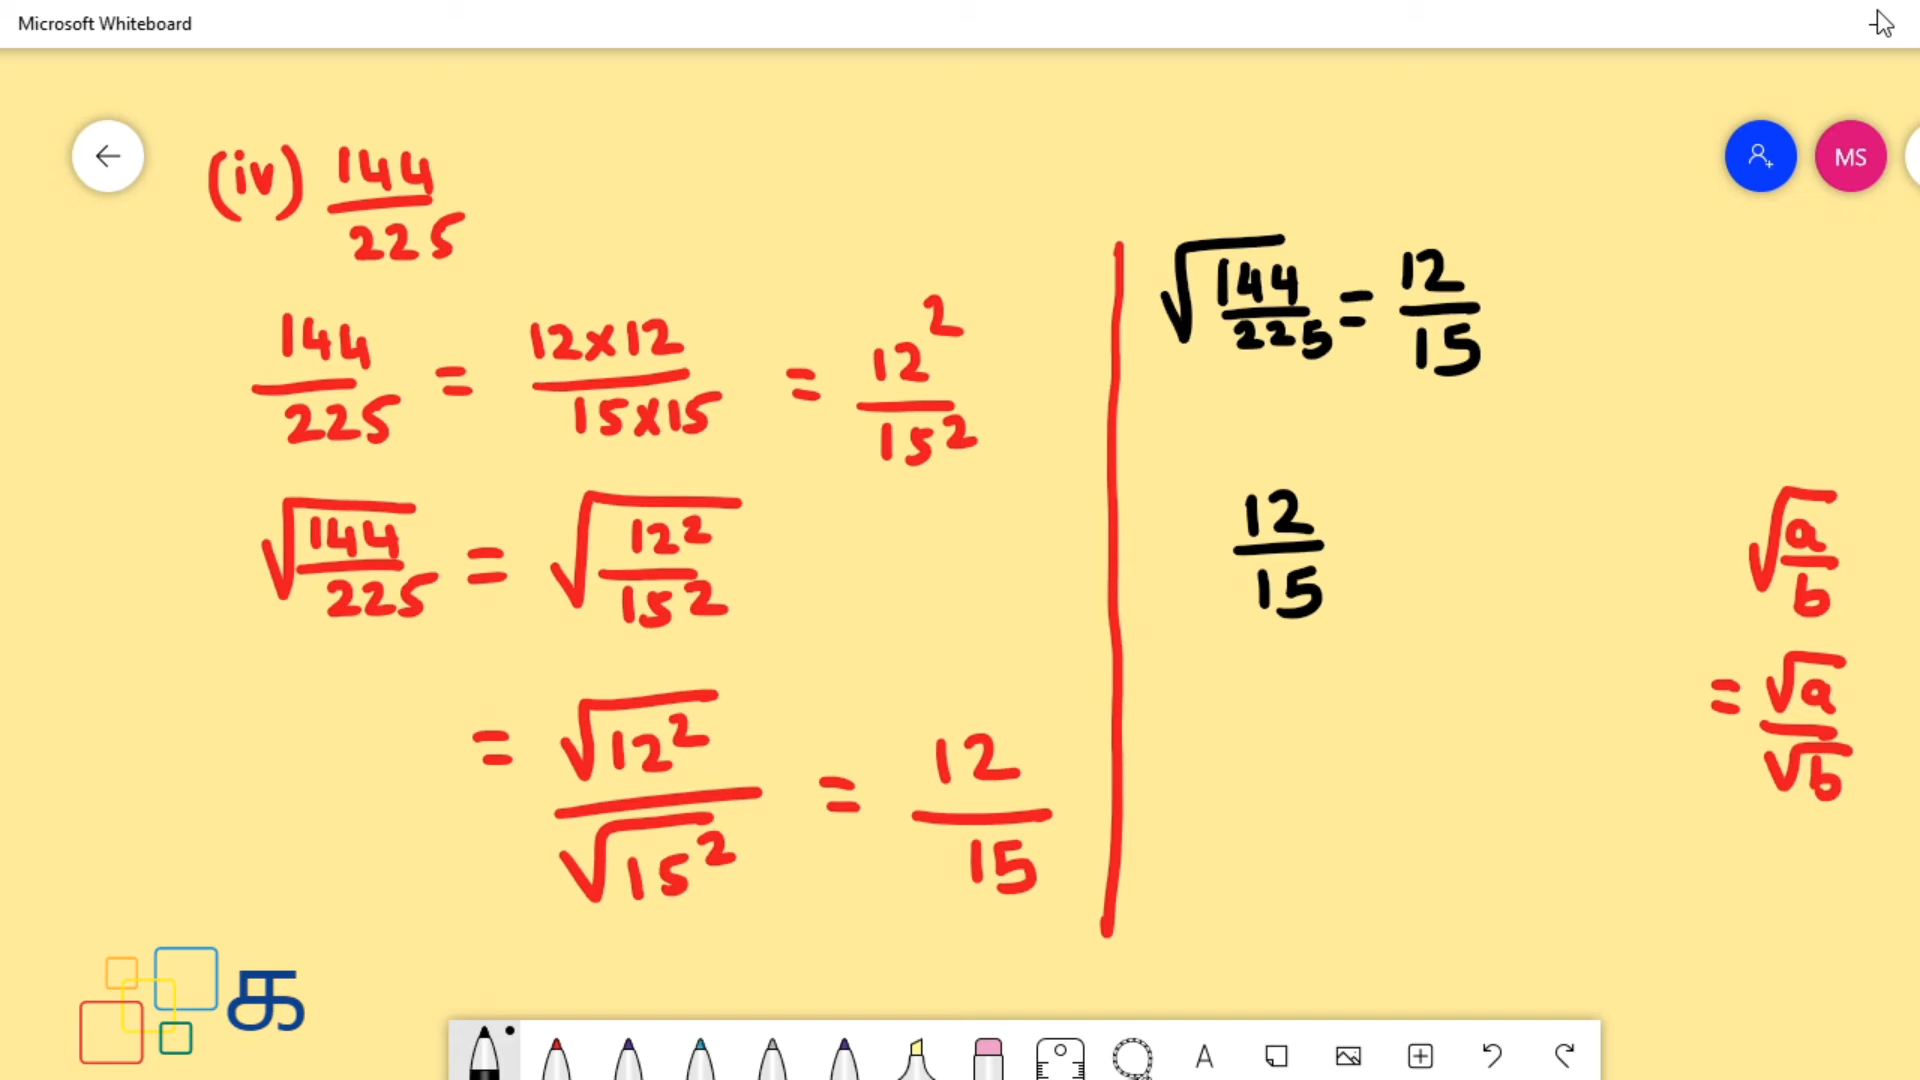 Microsoft Whiteboard
MS
(iv) 144/225
144/225 = 12×12/15×15 = 12²/15²
√(144/225) = √(12²/15²)
= √12²/√15² = 12/15
√(144/225) = 12/15
12/15
√(a/b)
= √a/√b
க
A